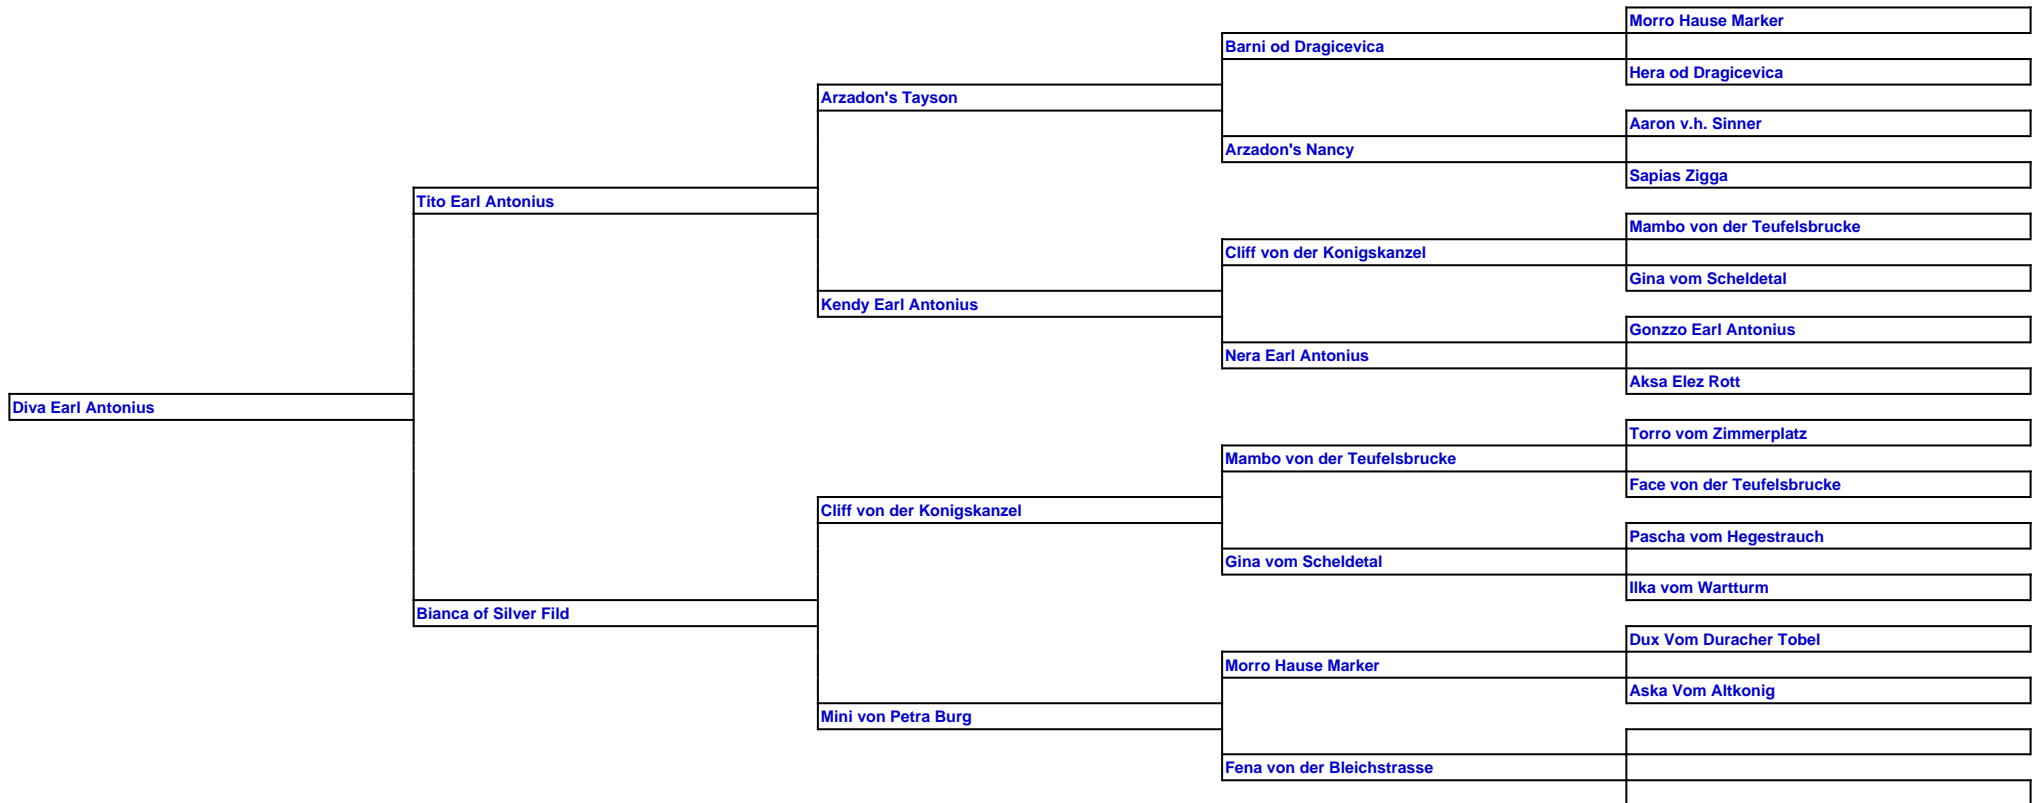 Morro Hause Marker
Barni od Dragicevica
Hera od Dragicevica
Arzadon's Tayson
Aaron v.h. Sinner
Arzadon's Nancy
Sapias Zigga
Tito Earl Antonius
Mambo von der Teufelsbrucke
Cliff von der Konigskanzel
Gina vom Scheldetal
Kendy Earl Antonius
Gonzzo Earl Antonius
Nera Earl Antonius
Aksa Elez Rott
Diva Earl Antonius
Torro vom Zimmerplatz
Mambo von der Teufelsbrucke
Face von der Teufelsbrucke
Cliff von der Konigskanzel
Pascha vom Hegestrauch
Gina vom Scheldetal
Ilka vom Wartturm
Bianca of Silver Fild
Dux Vom Duracher Tobel
Morro Hause Marker
Aska Vom Altkonig
Mini von Petra Burg
Fena von der Bleichstrasse